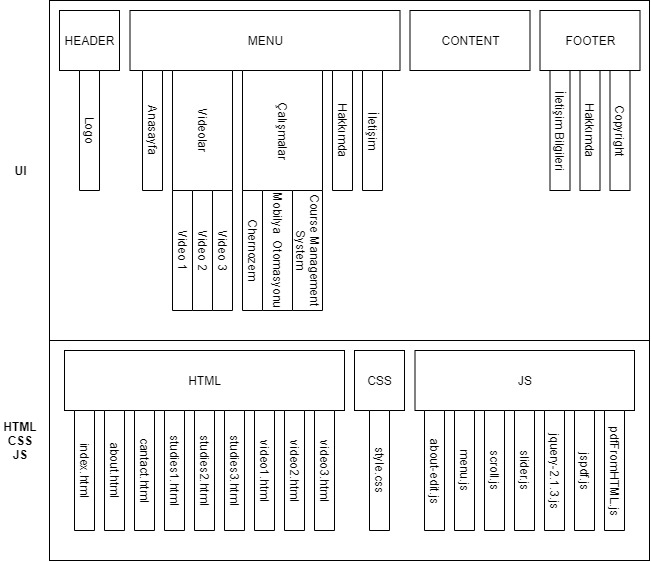 HEADER
MENU
CONTENT
FOOTER
Logo
Anasayfa
Videolar
Çalışmalar
Hakkımda
İletişim
İletişim Bilgileri
Hakkımda
Copyright
UI
Video 1
Video 2
Video 3
Chernozem
Mobilya Otomasyonu
Course Management
System
HTML
CSS
JS
HTML
CSS
JS
index.html
about.html
cantact.html
studies1.html
studies2.html
studies3.html
video1.html
video2.html
video3.html
style.css
about-edit.js
menu.js
scroll.js
slider.js
jquery-2.1.3.js
jspdf.js
pdfFromHTML.js